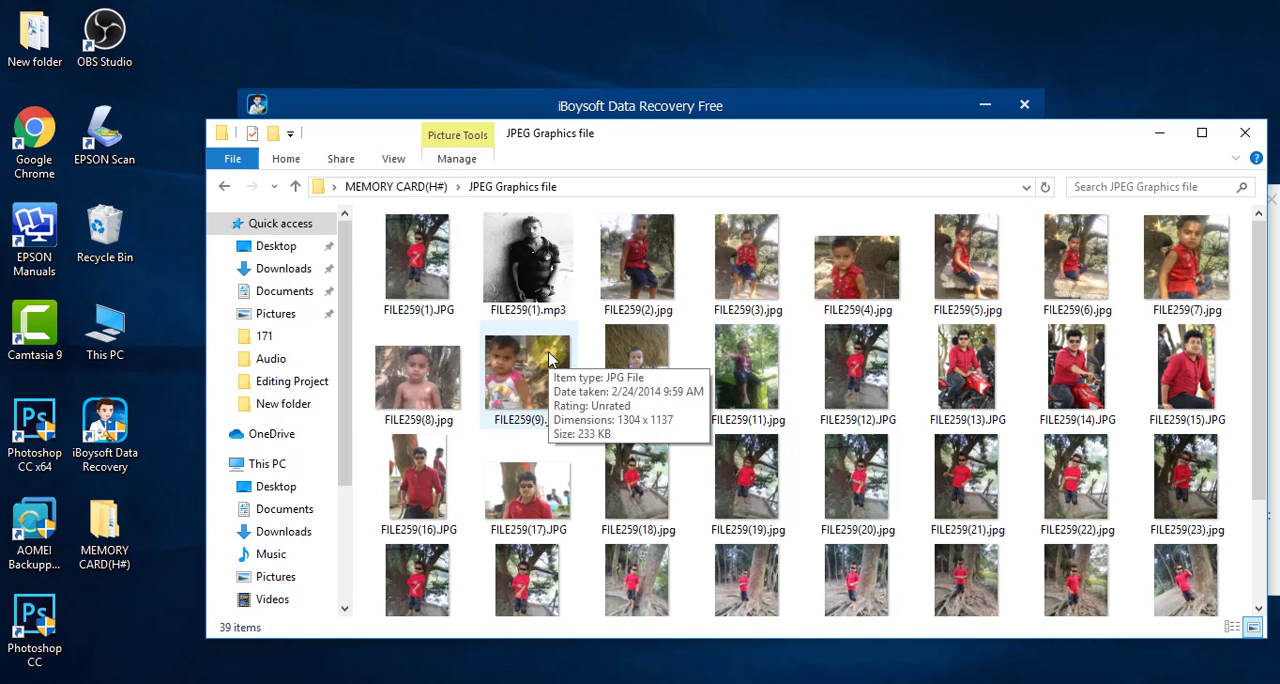 New folder
OBS Studio
Google
Chrome
EPSON Scan
EPSON
Manuals
Recycle Bin
Camtasia 9
This PC
Photoshop
CC x64
iBoysoft Data
Recovery
AOMEI
Backupp...
MEMORY
CARD(H#)
Photoshop
CC
iBoysoft Data Recovery Free
Picture Tools
JPEG Graphics file
File
Home
Share
View
Manage
MEMORY CARD(H#) > JPEG Graphics file
Search JPEG Graphics file
Quick access
Desktop
Downloads
Documents
Pictures
171
Audio
Editing Project
New folder
OneDrive
This PC
Desktop
Documents
Downloads
Music
Pictures
Videos
FILE259(1).JPG
FILE259(1).mp3
FILE259(2).jpg
FILE259(3).jpg
FILE259(4).jpg
FILE259(5).jpg
FILE259(6).jpg
FILE259(7).jpg
FILE259(8).jpg
FILE259(9).
FILE259(11).jpg
FILE259(12).JPG
FILE259(13).JPG
FILE259(14).JPG
FILE259(15).JPG
Item type: JPG File
Date taken: 2/24/2014 9:59 AM
Rating: Unrated
Dimensions: 1304 x 1137
Size: 233 KB
FILE259(16).JPG
FILE259(17).JPG
FILE259(18).jpg
FILE259(19).jpg
FILE259(20).jpg
FILE259(21).jpg
FILE259(22).jpg
FILE259(23).jpg
39 items